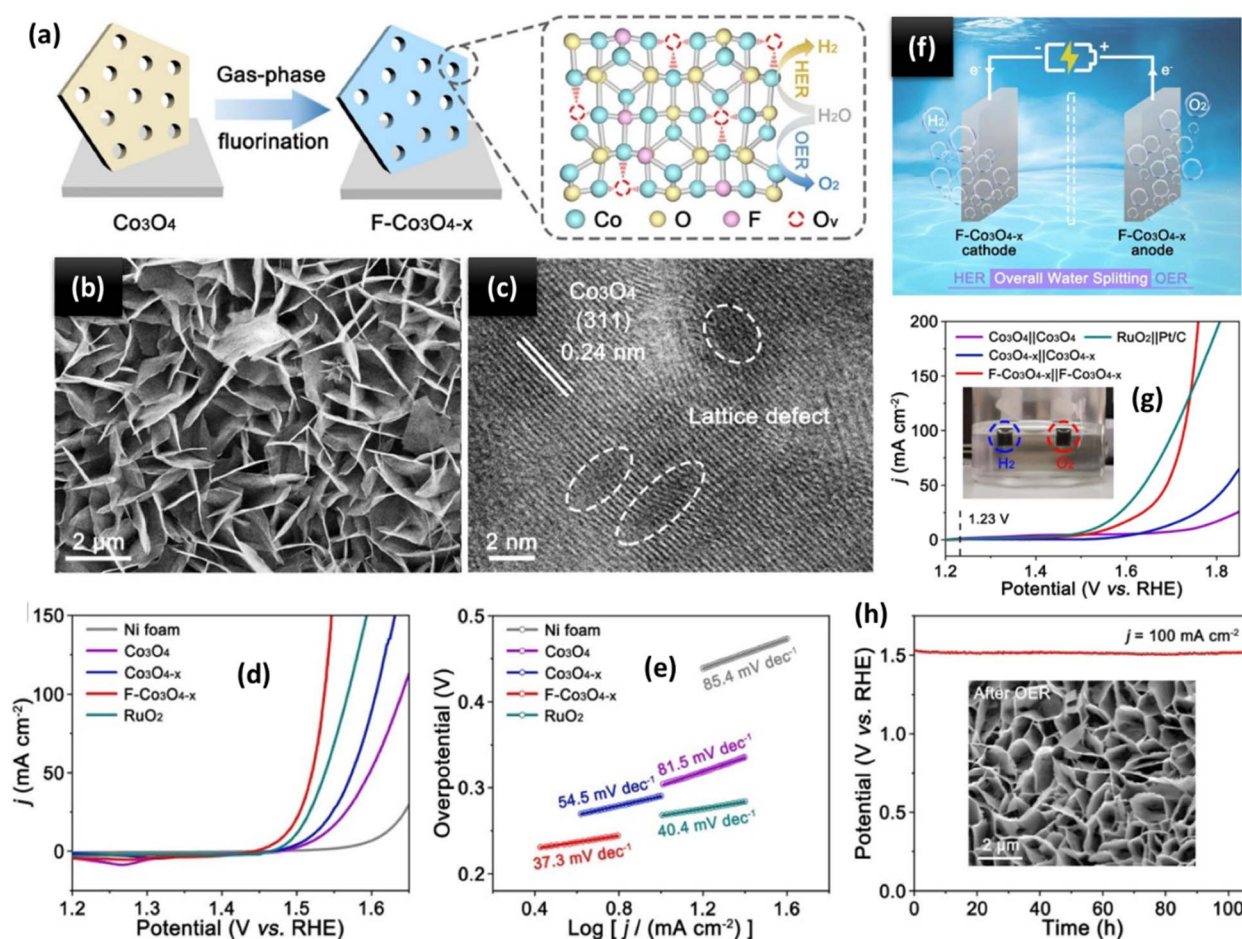 (a)
Gas-phase
fluorination
Co₃O₄
F-Co₃O₄-x
H₂
HER
H₂O
OER
O₂
Co O F Oᵥ
(f)
- +
e⁻ e⁻
H₂ O₂
F-Co₃O₄-x
cathode
F-Co₃O₄-x
anode
HER Overall Water Splitting OER
(b)
2 μm
(c)
Co₃O₄
(311)
0.24 nm
Lattice defect
2 nm
200
150
100
50
0
j (mA cm⁻²)
Co₃O₄||Co₃O₄ RuO₂||Pt/C
Co₃O₄-x||Co₃O₄-x
F-Co₃O₄-x||F-Co₃O₄-x
(g)
H₂ O₂
1.23 V
1.2 1.4 1.6 1.8
Potential (V vs. RHE)
150
100
50
0
j (mA cm⁻²)
Ni foam
Co₃O₄
Co₃O₄-x
F-Co₃O₄-x
RuO₂
(d)
1.2 1.3 1.4 1.5 1.6
Potential (V vs. RHE)
0.5
0.4
0.3
0.2
Overpotential (V)
Ni foam
Co₃O₄
Co₃O₄-x
F-Co₃O₄-x
RuO₂
(e)
85.4 mV dec⁻¹
81.5 mV dec⁻¹
54.5 mV dec⁻¹
40.4 mV dec⁻¹
37.3 mV dec⁻¹
0.4 0.8 1.2 1.6
Log [ j / (mA cm⁻²) ]
(h)
j = 100 mA cm⁻²
1.5
1.0
0.5
0.0
Potential (V vs. RHE)
After OER
2 μm
0 20 40 60 80 100
Time (h)